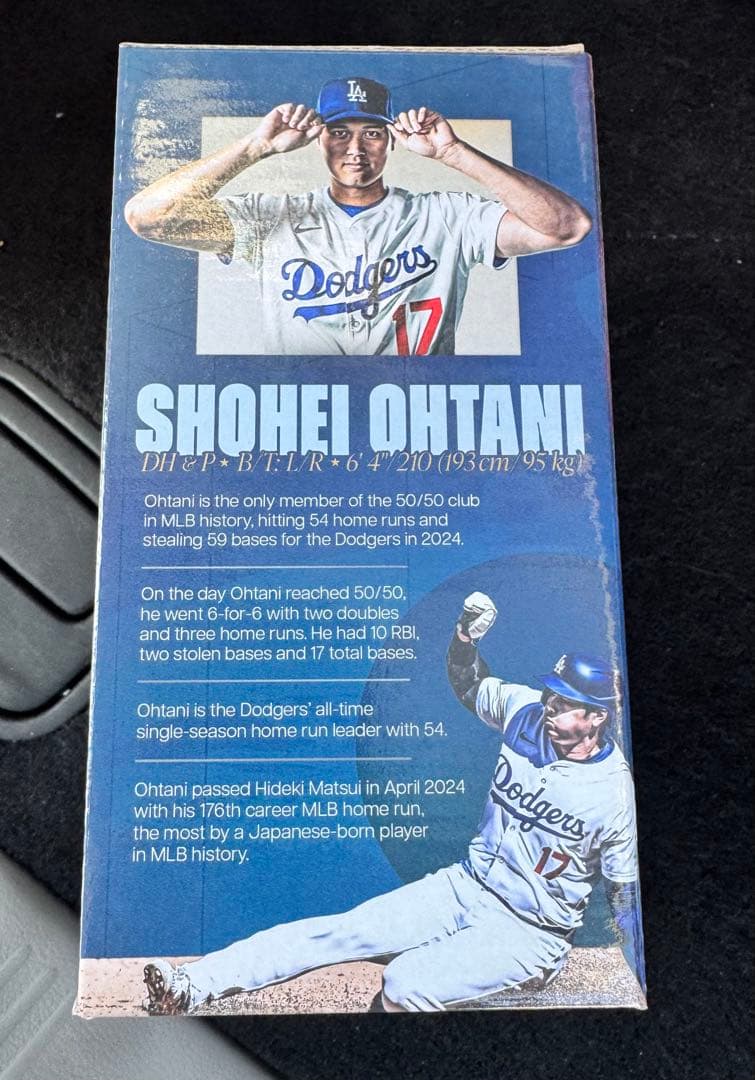 LA
Dodgers
17
SHOHEI OHTANI
DH & P ★ B/T: L/R ★ 6' 4"/210 (193 cm/95 kg)
Ohtani is the only member of the 50/50 club
in MLB history, hitting 54 home runs and
stealing 59 bases for the Dodgers in 2024.
On the day Ohtani reached 50/50,
he went 6-for-6 with two doubles
and three home runs. He had 10 RBI,
two stolen bases and 17 total bases.
Ohtani is the Dodgers' all-time
single-season home run leader with 54.
Ohtani passed Hideki Matsui in April 2024
with his 176th career MLB home run,
the most by a Japanese-born player
in MLB history.
LA
Dodgers
17